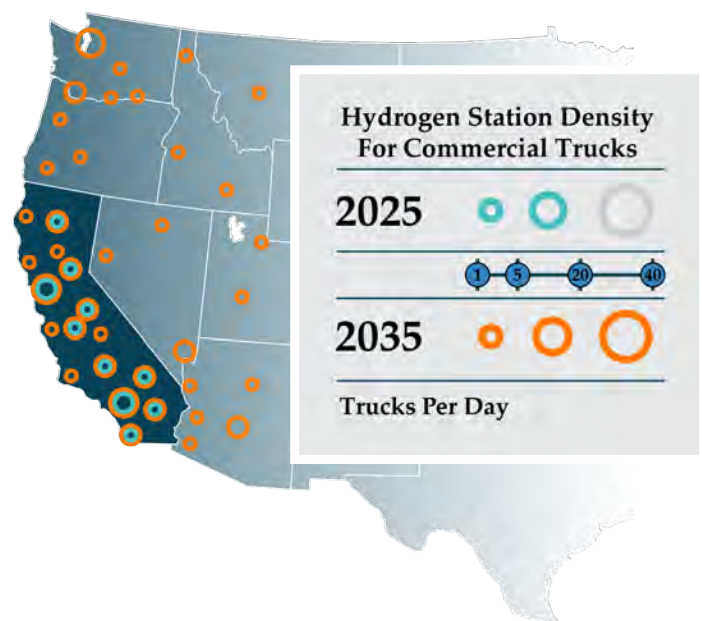 Hydrogen Station Density
For Commercial Trucks
2025
1 5 20 40
2035
Trucks Per Day